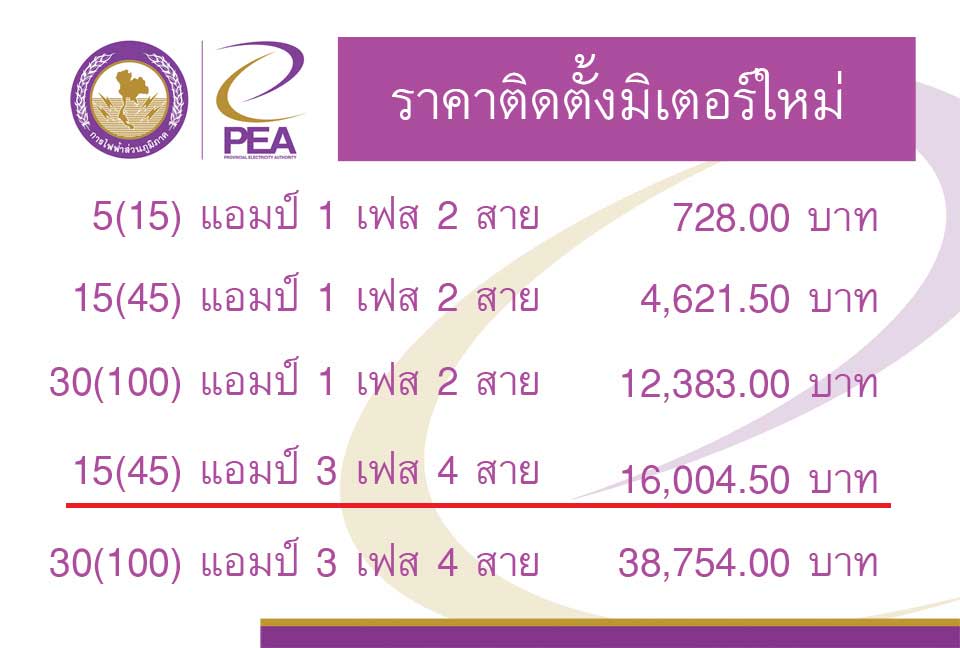 การไฟฟ้าส่วนภูมิภาค
PEA
PROVINCIAL ELECTRICITY AUTHORITY
ราคาติดตั้งมิเตอร์ใหม่
5(15) แอมป์ 1 เฟส 2 สาย 728.00 บาท
15(45) แอมป์ 1 เฟส 2 สาย 4,621.50 บาท
30(100) แอมป์ 1 เฟส 2 สาย 12,383.00 บาท
15(45) แอมป์ 3 เฟส 4 สาย 16,004.50 บาท
30(100) แอมป์ 3 เฟส 4 สาย 38,754.00 บาท